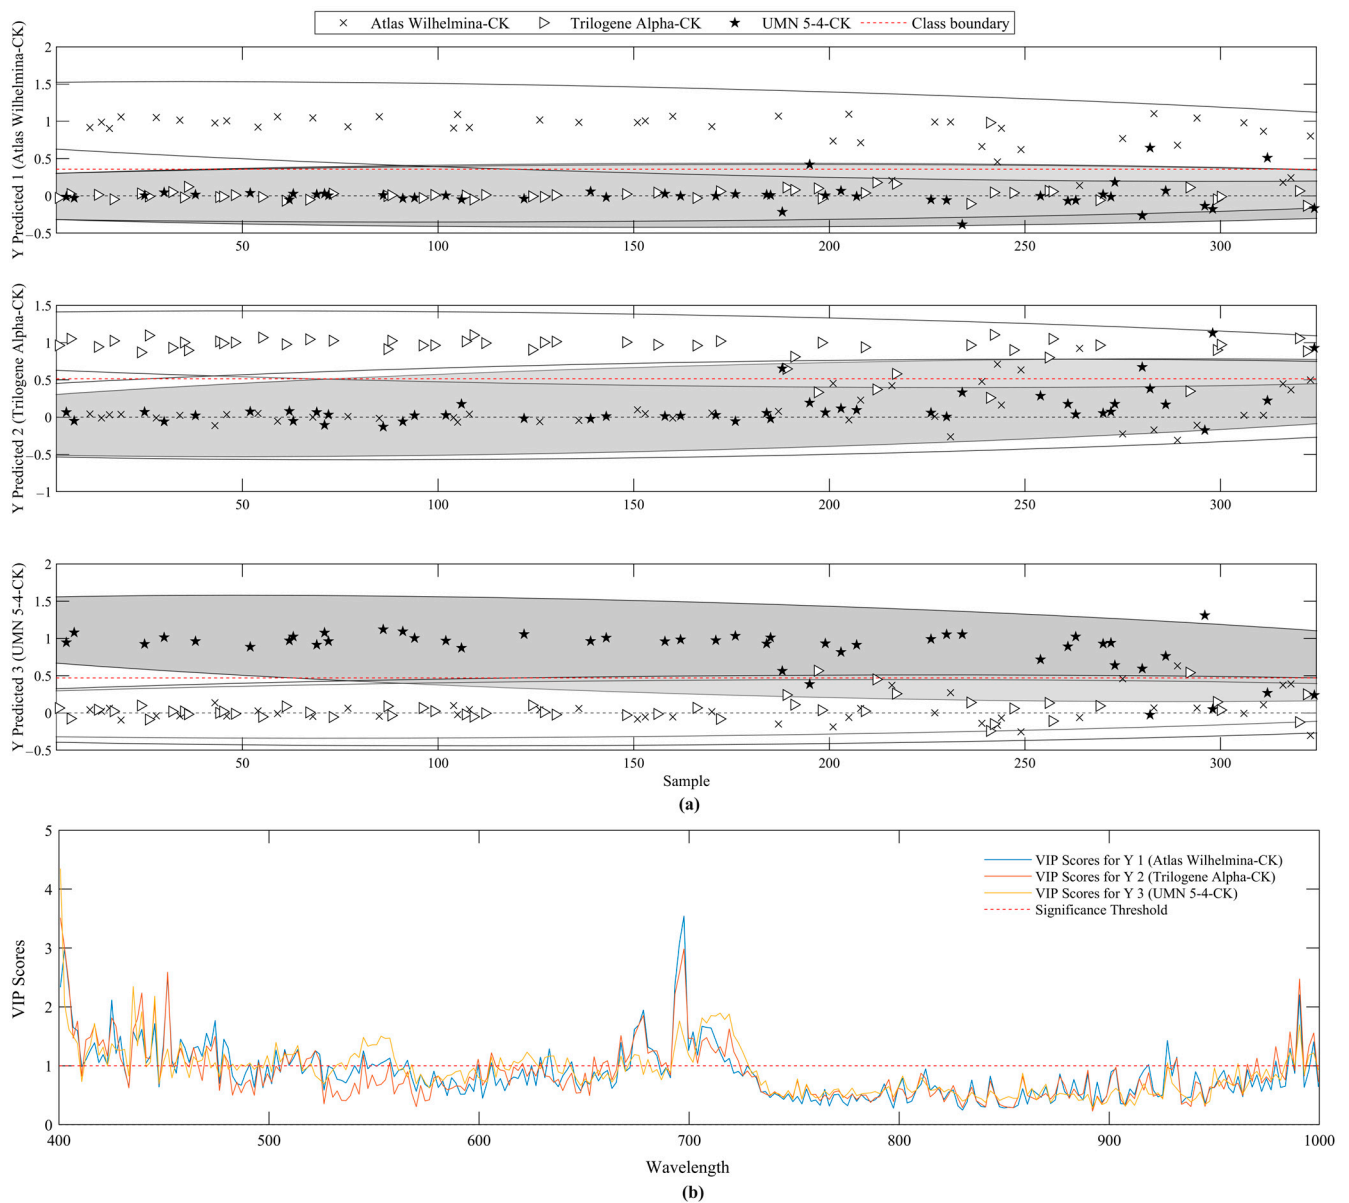 Atlas Wilhelmina-CK Trilogene Alpha-CK UMN 5-4-CK Class boundary
Y Predicted 1 (Atlas Wilhelmina-CK)
2
1.5
1
0.5
0
−0.5
50 100 150 200 250 300
Y Predicted 2 (Trilogene Alpha-CK)
1.5
1
0.5
0
−0.5
−1
50 100 150 200 250 300
Y Predicted 3 (UMN 5-4-CK)
2
1.5
1
0.5
0
−0.5
50 100 150 200 250 300
Sample
(a)
VIP Scores
5
4
3
2
1
0
VIP Scores for Y 1 (Atlas Wilhelmina-CK)
VIP Scores for Y 2 (Trilogene Alpha-CK)
VIP Scores for Y 3 (UMN 5-4-CK)
Significance Threshold
400 500 600 700 800 900 1000
Wavelength
(b)